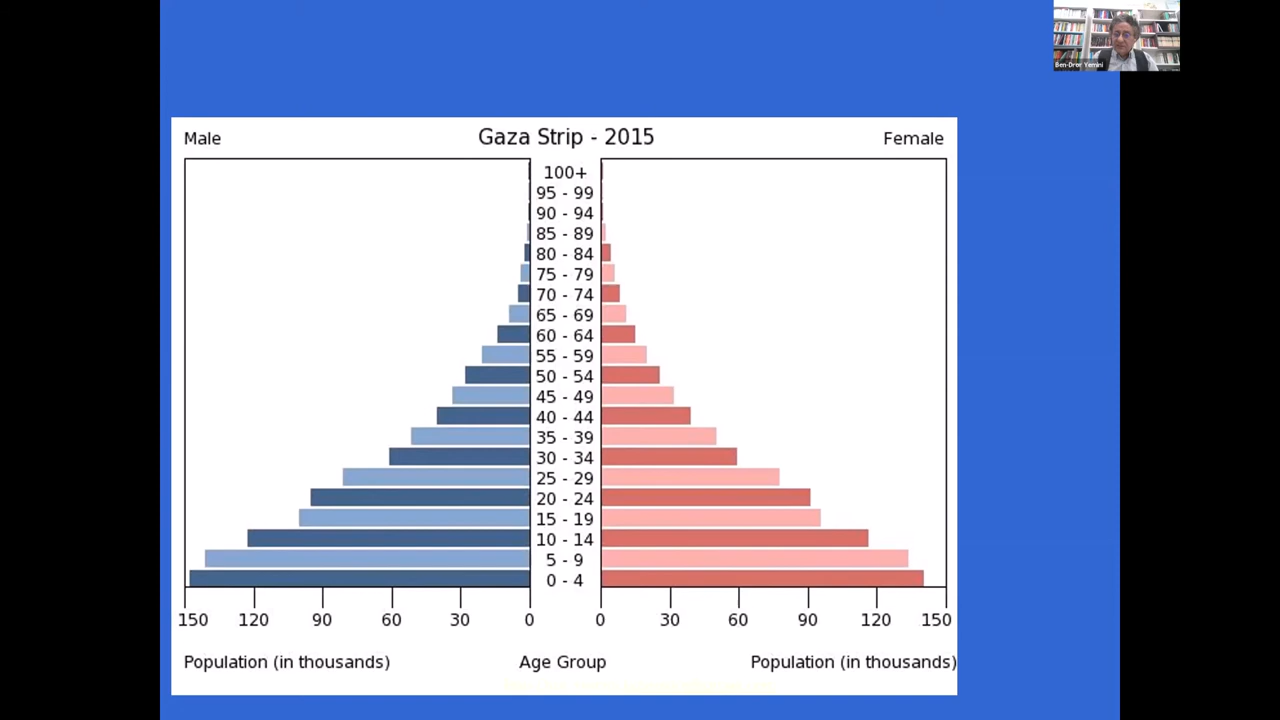 Ben-Dror Yemini
Male
Gaza Strip - 2015
Female
100+
95 - 99
90 - 94
85 - 89
80 - 84
75 - 79
70 - 74
65 - 69
60 - 64
55 - 59
50 - 54
45 - 49
40 - 44
35 - 39
30 - 34
25 - 29
20 - 24
15 - 19
10 - 14
5 - 9
0 - 4
150 120 90 60 30 0 0 30 60 90 120 150
Population (in thousands) Age Group Population (in thousands)